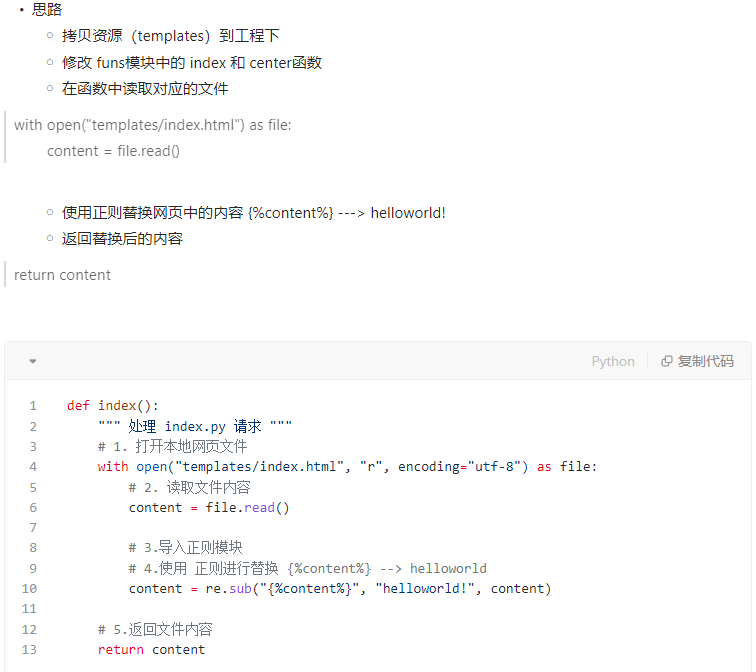 • 思路
○ 拷贝资源（templates）到工程下
○ 修改 funs模块中的 index 和 center函数
○ 在函数中读取对应的文件
with open("templates/index.html") as file:
content = file.read()
○ 使用正则替换网页中的内容 {%content%} ---> helloworld!
○ 返回替换后的内容
return content
Python 复制代码
1 def index():
2 """ 处理 index.py 请求 """
3 # 1. 打开本地网页文件
4 with open("templates/index.html", "r", encoding="utf-8") as file:
5 # 2. 读取文件内容
6 content = file.read()
7
8 # 3.导入正则模块
9 # 4.使用 正则进行替换 {%content%} --> helloworld
10 content = re.sub("{%content%}", "helloworld!", content)
11
12 # 5.返回文件内容
13 return content